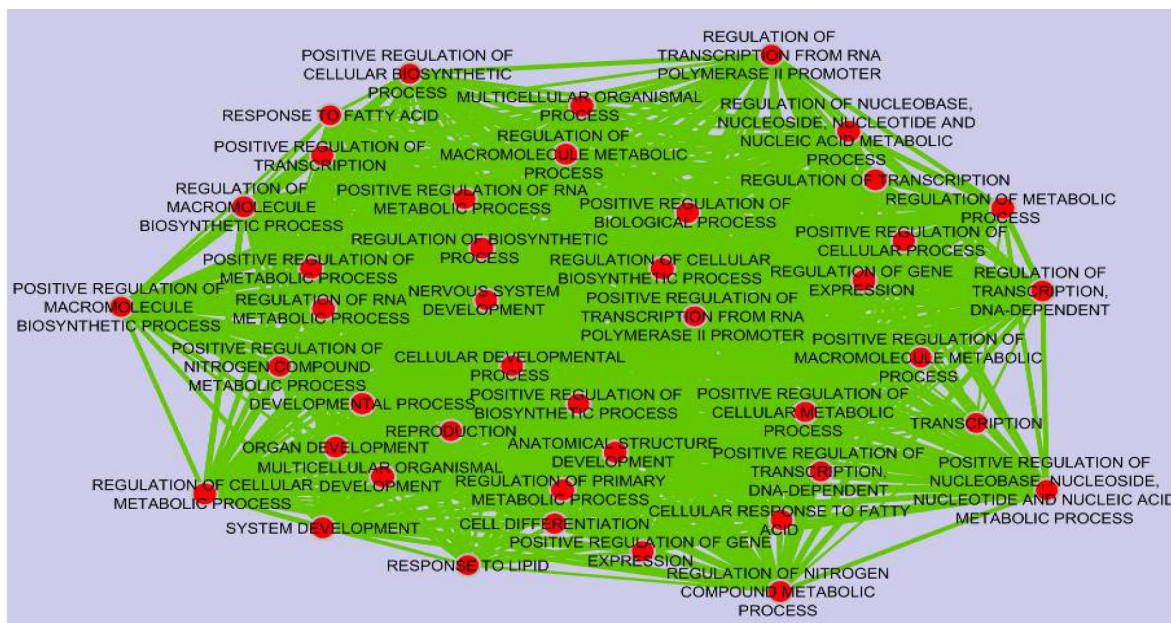 REGULATION OF
TRANSCRIPTION FROM RNA
POLYMERASE II PROMOTER
POSITIVE REGULATION OF
CELLULAR BIOSYNTHETIC
PROCESS
MULTICELLULAR ORGANISMAL
PROCESS
REGULATION OF NUCLEOBASE,
NUCLEOSIDE, NUCLEOTIDE AND
NUCLEIC ACID METABOLIC
PROCESS
RESPONSE TO FATTY ACID
POSITIVE REGULATION OF
TRANSCRIPTION
REGULATION OF
MACROMOLECULE METABOLIC
PROCESS
REGULATION OF TRANSCRIPTION
REGULATION OF
MACROMOLECULE
BIOSYNTHETIC PROCESS
POSITIVE REGULATION OF RNA
METABOLIC PROCESS
POSITIVE REGULATION OF
BIOLOGICAL PROCESS
REGULATION OF METABOLIC
PROCESS
POSITIVE REGULATION OF
CELLULAR PROCESS
REGULATION OF BIOSYNTHETIC
PROCESS
POSITIVE REGULATION OF
METABOLIC PROCESS
REGULATION OF CELLULAR
BIOSYNTHETIC PROCESS
REGULATION OF GENE
EXPRESSION
REGULATION OF
TRANSCRIPTION,
DNA-DEPENDENT
POSITIVE REGULATION OF
MACROMOLECULE
BIOSYNTHETIC PROCESS
REGULATION OF RNA
METABOLIC PROCESS
NERVOUS SYSTEM
DEVELOPMENT
POSITIVE REGULATION OF
TRANSCRIPTION FROM RNA
POLYMERASE II PROMOTER
POSITIVE REGULATION OF
NITROGEN COMPOUND
METABOLIC PROCESS
CELLULAR DEVELOPMENTAL
PROCESS
POSITIVE REGULATION OF
MACROMOLECULE METABOLIC
PROCESS
DEVELOPMENTAL PROCESS
POSITIVE REGULATION OF
BIOSYNTHETIC PROCESS
POSITIVE REGULATION OF
CELLULAR METABOLIC
PROCESS
TRANSCRIPTION
REPRODUCTION
ORGAN DEVELOPMENT
ANATOMICAL STRUCTURE
DEVELOPMENT
POSITIVE REGULATION OF
TRANSCRIPTION,
DNA-DEPENDENT
POSITIVE REGULATION OF
NUCLEOBASE, NUCLEOSIDE,
NUCLEOTIDE AND NUCLEIC ACID
METABOLIC PROCESS
REGULATION OF CELLULAR
METABOLIC PROCESS
MULTICELLULAR ORGANISMAL
DEVELOPMENT
REGULATION OF PRIMARY
METABOLIC PROCESS
SYSTEM DEVELOPMENT
CELL DIFFERENTIATION
CELLULAR RESPONSE TO FATTY
ACID
POSITIVE REGULATION OF GENE
EXPRESSION
RESPONSE TO LIPID
REGULATION OF NITROGEN
COMPOUND METABOLIC
PROCESS